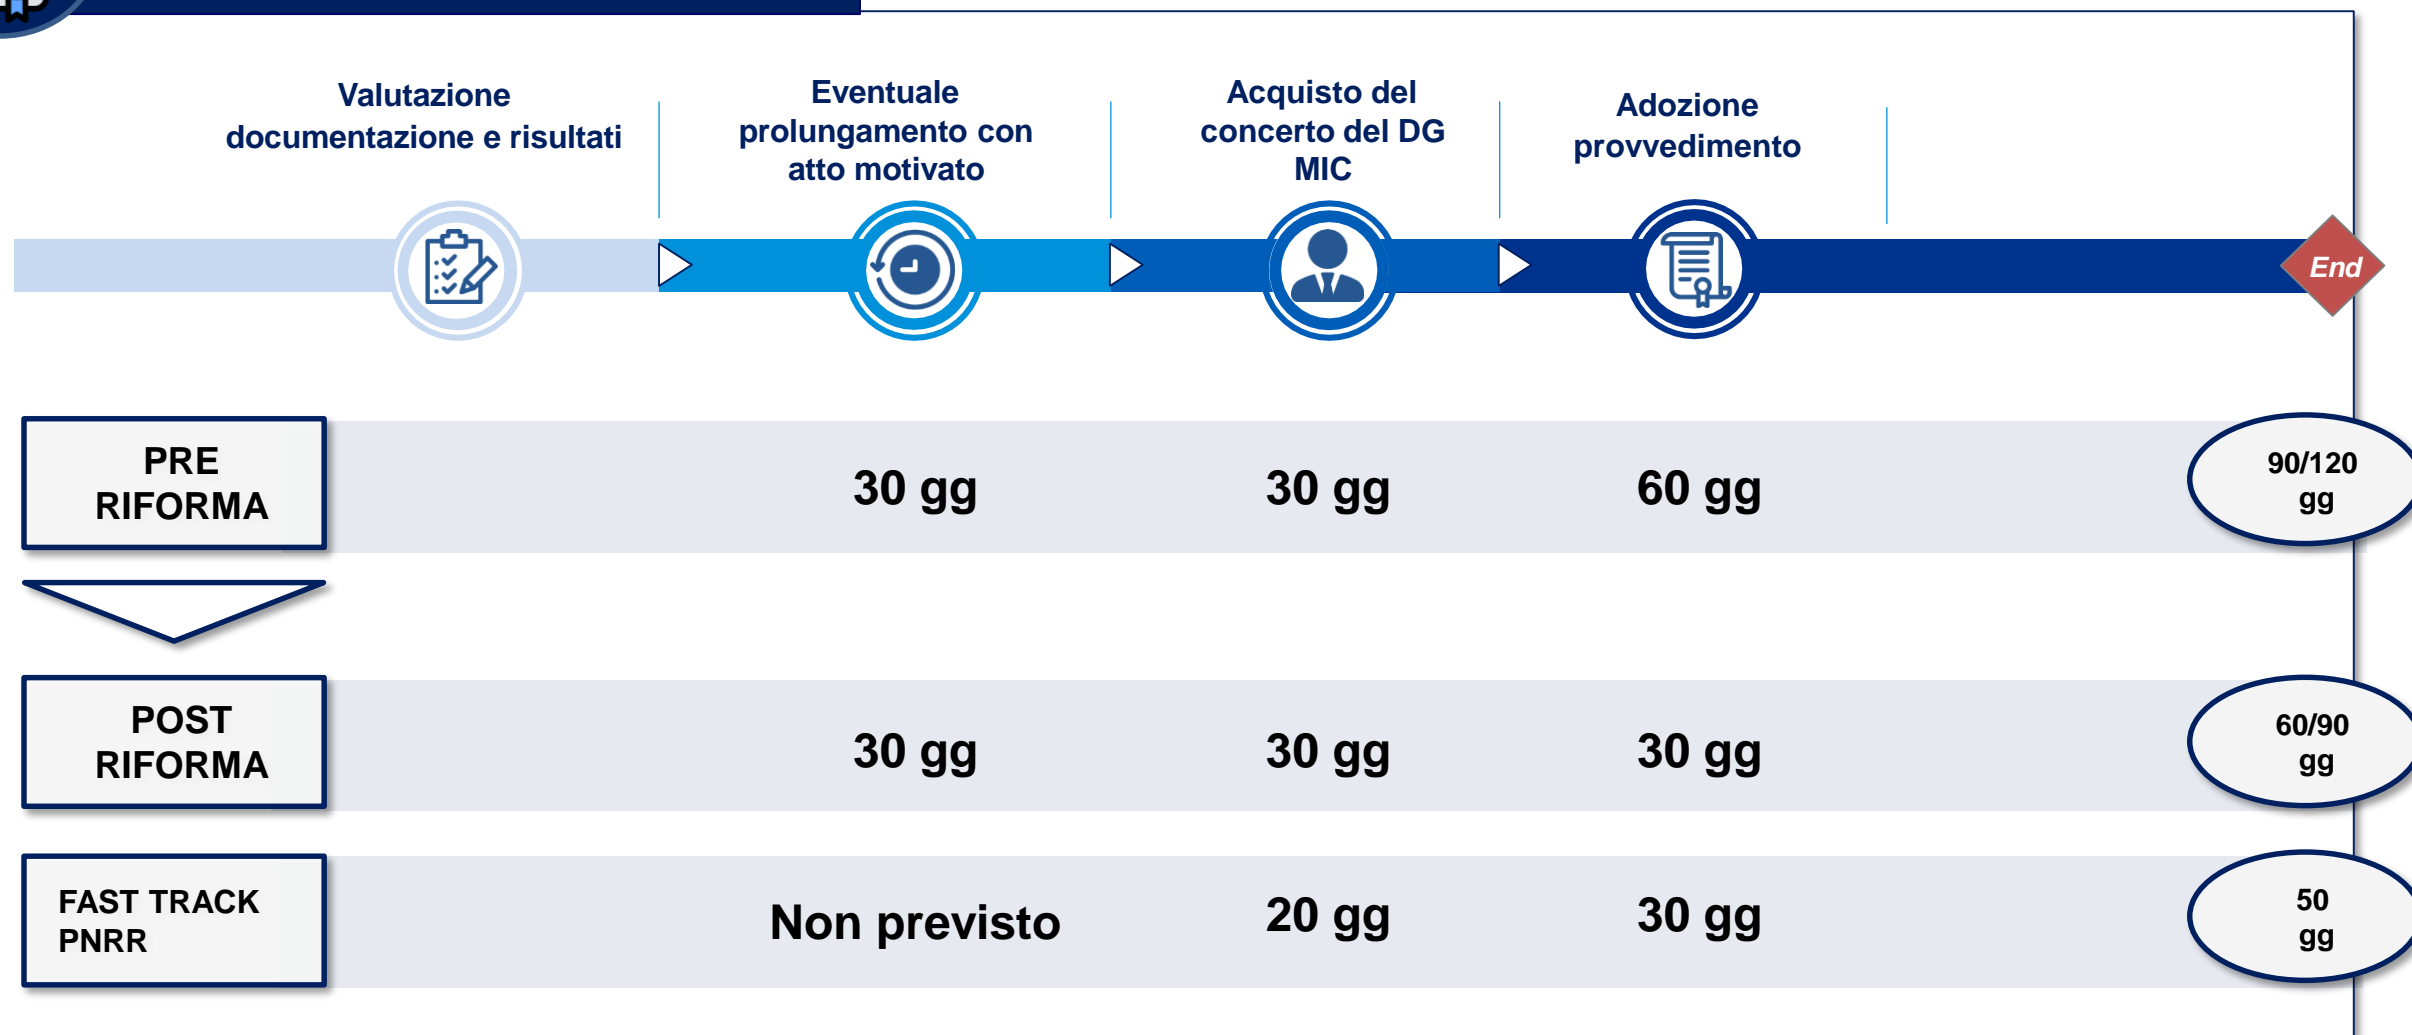 Valutazione
documentazione e risultati
Eventuale
prolungamento con
atto motivato
Acquisto del
concerto del DG
MIC
Adozione
provvedimento
End
PRE
RIFORMA
30 gg
30 gg
60 gg
90/120
gg
POST
RIFORMA
30 gg
30 gg
30 gg
60/90
gg
FAST TRACK
PNRR
Non previsto
20 gg
30 gg
50
gg